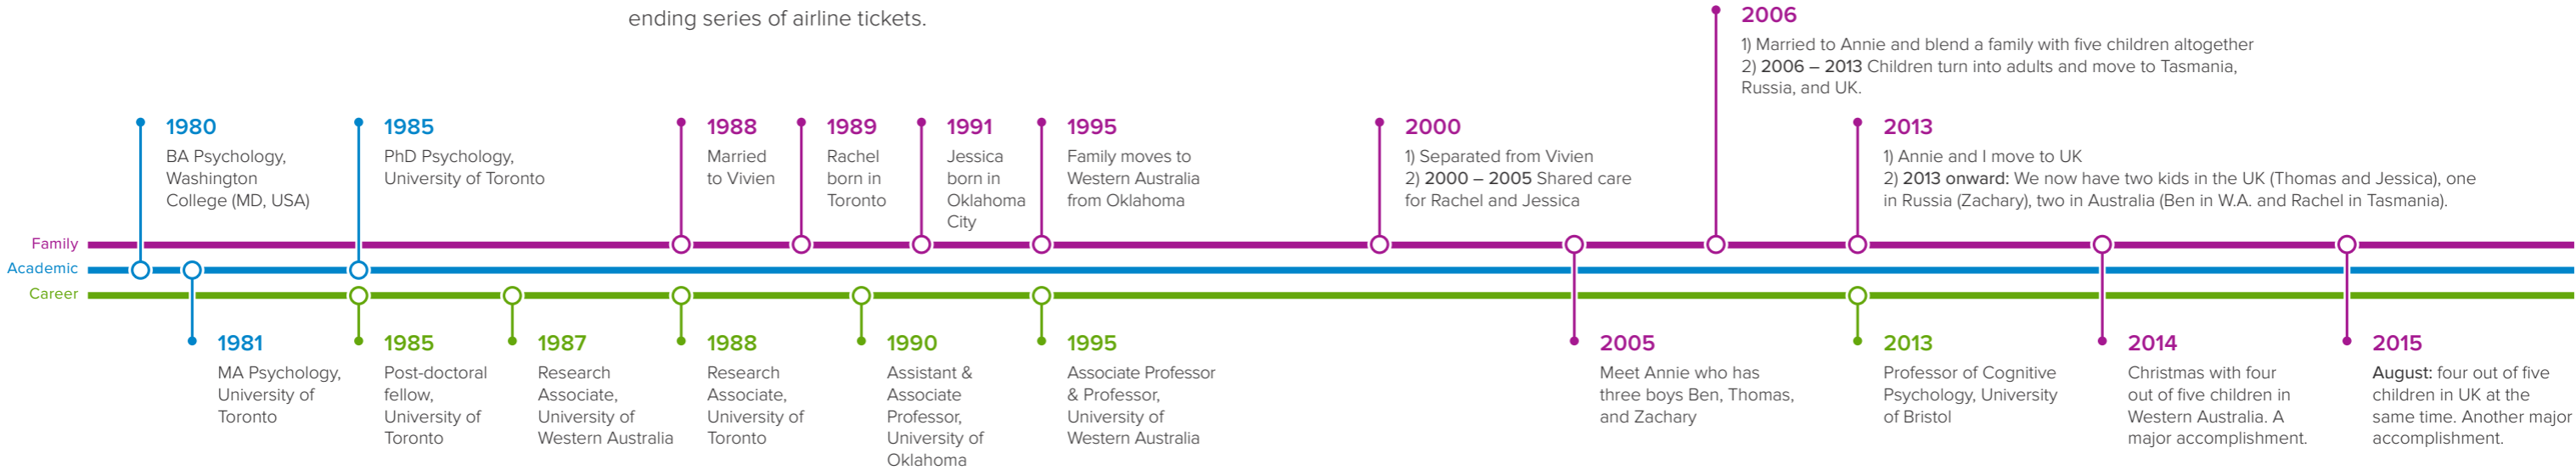 ending series of airline tickets.
2006
1) Married to Annie and blend a family with five children altogether
2) 2006 – 2013 Children turn into adults and move to Tasmania,
Russia, and UK.
1980
BA Psychology,
Washington
College (MD, USA)
1985
PhD Psychology,
University of Toronto
1988
Married
to Vivien
1989
Rachel
born in
Toronto
1991
Jessica
born in
Oklahoma
City
1995
Family moves to
Western Australia
from Oklahoma
2000
1) Separated from Vivien
2) 2000 – 2005 Shared care
for Rachel and Jessica
2013
1) Annie and I move to UK
2) 2013 onward: We now have two kids in the UK (Thomas and Jessica), one
in Russia (Zachary), two in Australia (Ben in W.A. and Rachel in Tasmania).
Family
Academic
Career
1981
MA Psychology,
University of
Toronto
1985
Post-doctoral
fellow,
University of
Toronto
1987
Research
Associate,
University of
Western Australia
1988
Research
Associate,
University of
Toronto
1990
Assistant &
Associate
Professor,
University of
Oklahoma
1995
Associate Professor
& Professor,
University of
Western Australia
2005
Meet Annie who has
three boys Ben, Thomas,
and Zachary
2013
Professor of Cognitive
Psychology, University
of Bristol
2014
Christmas with four
out of five children in
Western Australia. A
major accomplishment.
2015
August: four out of five
children in UK at the
same time. Another major
accomplishment.